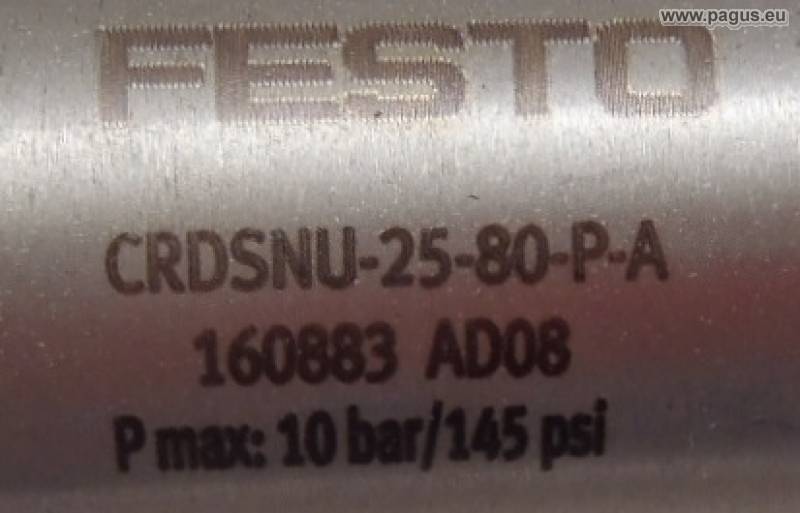 www.pagus.eu
FESTO
CRDSNU-25-80-P-A
160883 AD08
P max: 10 bar/145 psi